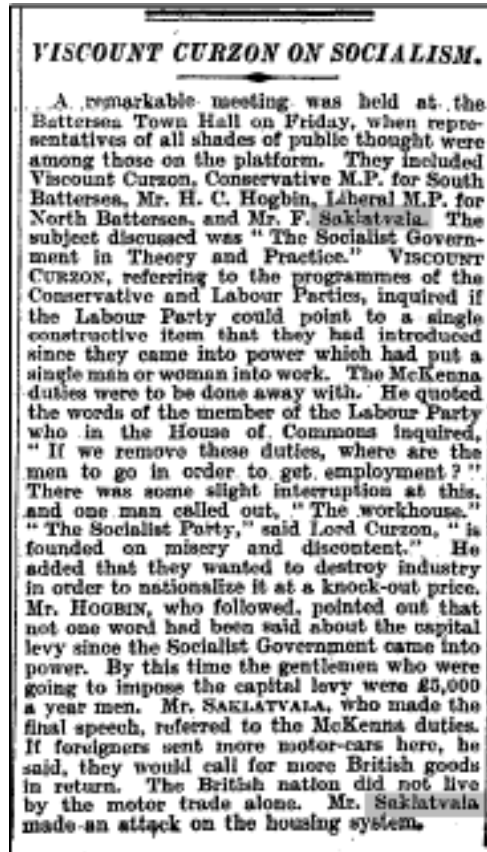 VISCOUNT CURZON ON SOCIALISM.
A remarkable meeting was held at the
Battersea Town Hall on Friday, when repre-
sentatives of all shades of public thought were
among those on the platform. They included
Viscount Curzon, Conservative M.P. for South
Battersea, Mr. H. C. Hogbin, Liberal M.P. for
North Battersea, and Mr. F. Saklatvala. The
subject discussed was "The Socialist Govern-
ment in Theory and Practice." VISCOUNT
CURZON, referring to the programmes of the
Conservative and Labour Parties, inquired if
the Labour Party could point to a single
constructive item that they had introduced
since they came into power which had put a
single man or woman into work. The McKenna
duties were to be done away with. He quoted
the words of the member of the Labour Party
who in the House of Commons inquired,
"If we remove these duties, where are the
men to go in order to get employment?"
There was some slight interruption at this,
and one man called out, "The workhouse."
"The Socialist Party," said Lord Curzon, "is
founded on misery and discontent." He
added that they wanted to destroy industry
in order to nationalize it at a knock-out price.
Mr. HOGBIN, who followed, pointed out that
not one word had been said about the capital
levy since the Socialist Government came into
power. By this time the gentlemen who were
going to impose the capital levy were £5,000
a year men. Mr. SAKLATVALA, who made the
final speech, referred to the McKenna duties.
If foreigners sent more motor-cars here, he
said, they would call for more British goods
in return. The British nation did not live
by the motor trade alone. Mr. Saklatvala
made an attack on the housing system.